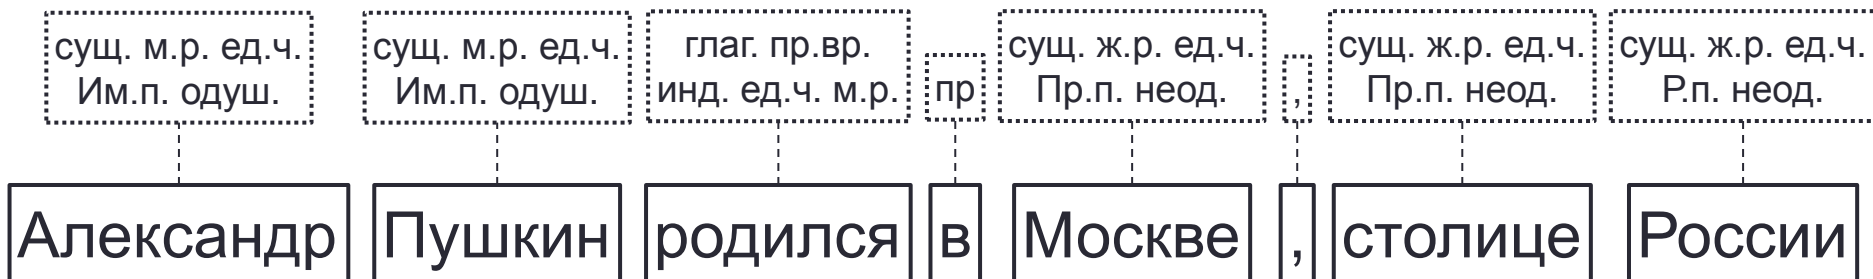 сущ. м.р. ед.ч.
Им.п. одуш.
сущ. м.р. ед.ч.
Им.п. одуш.
глаг. пр.вр.
инд. ед.ч. м.р.
пр
сущ. ж.р. ед.ч.
Пр.п. неод.
,
сущ. ж.р. ед.ч.
Пр.п. неод.
сущ. ж.р. ед.ч.
Р.п. неод.
Александр Пушкин родился в Москве , столице России